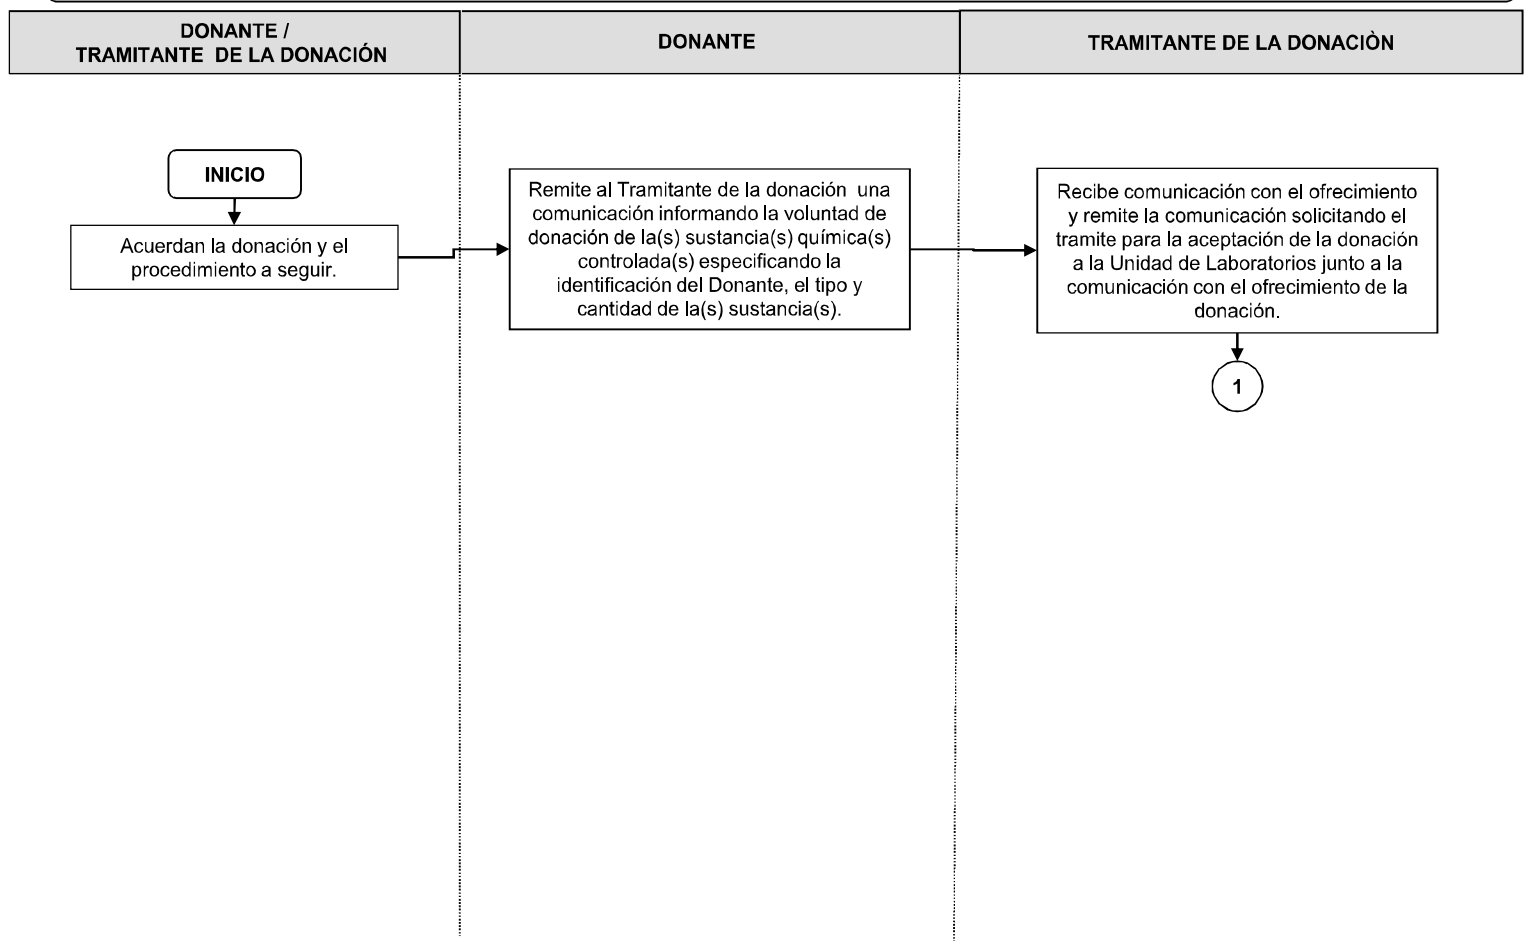 DONANTE /
TRAMITANTE DE LA DONACIÓN
DONANTE
TRAMITANTE DE LA DONACIÒN
INICIO
Acuerdan la donación y el
procedimiento a seguir.
Remite al Tramitante de la donación una
comunicación informando la voluntad de
donación de la(s) sustancia(s) química(s)
controlada(s) especificando la
identificación del Donante, el tipo y
cantidad de la(s) sustancia(s).
Recibe comunicación con el ofrecimiento
y remite la comunicación solicitando el
tramite para la aceptación de la donación
a la Unidad de Laboratorios junto a la
comunicación con el ofrecimiento de la
donación.
1